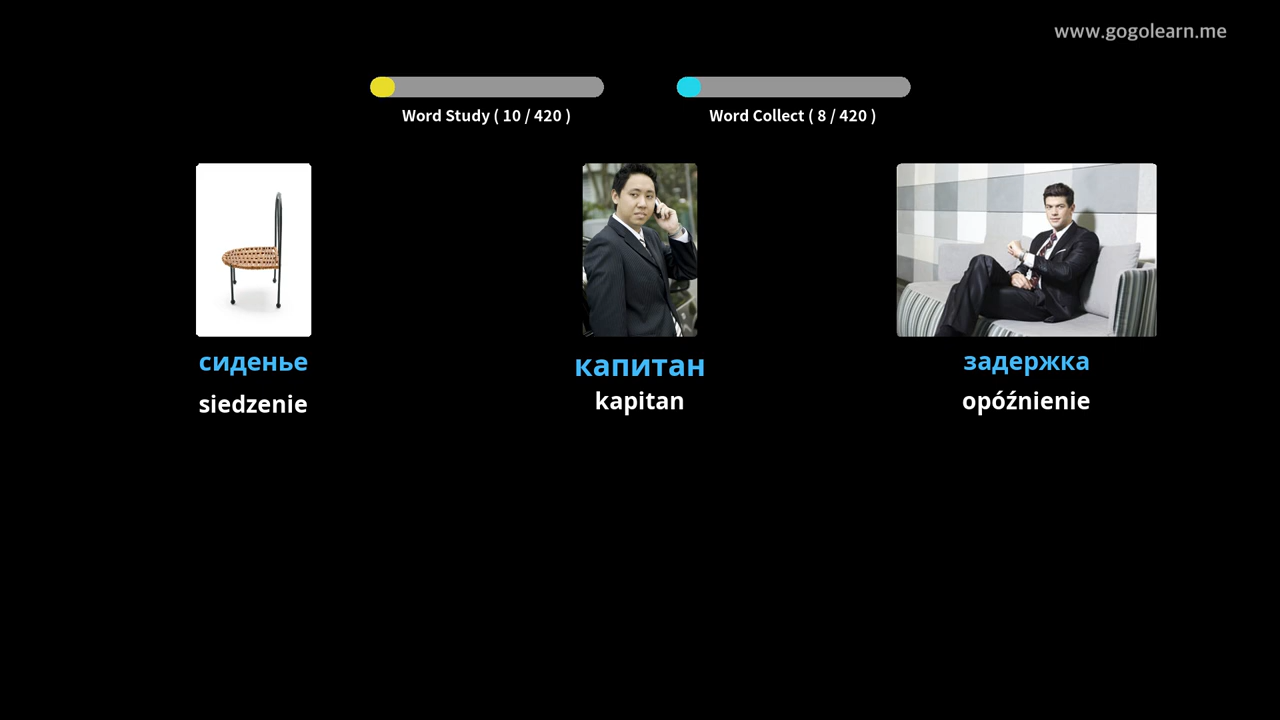 www.gogolearn.me
Word Study ( 10 / 420 )
Word Collect ( 8 / 420 )
сиденье
капитан
задержка
siedzenie
kapitan
opóźnienie